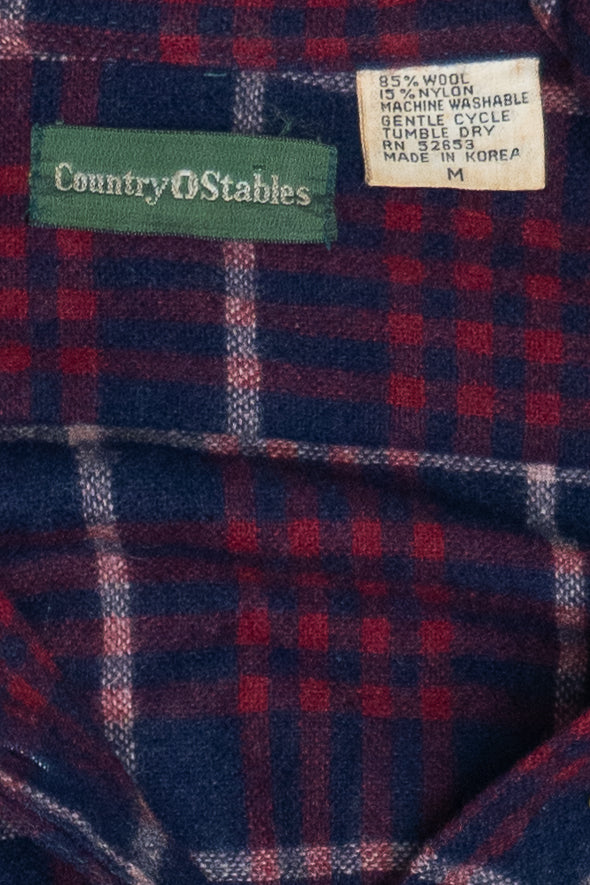 Country Stables
85% WOOL
15% NYLON
MACHINE WASHABLE
GENTLE CYCLE
TUMBLE DRY
RN 52653
MADE IN KOREA
M